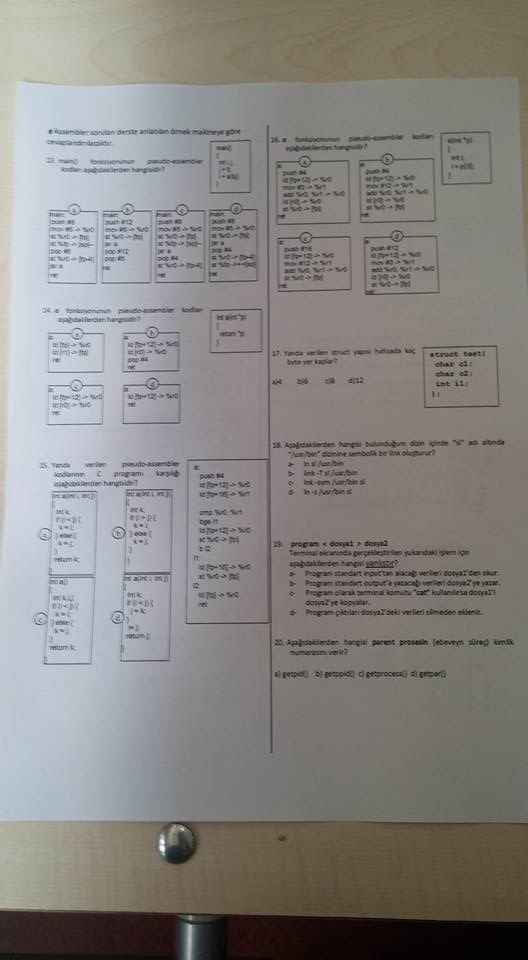 # Assembler soruları derste anlatılan örnek makineye göre
cevaplandırılacaktır.
13. main() fonksiyonunun pseudo-assembler
kodları aşağıdakilerden hangisidir?
main()
{
int i,j;
}
a
main:
push #8
mov #5 -> %r0
st %r0 -> [fp]
jsr a
ret
b
main:
push #12
mov #5 -> %r0
st %r0 -> [fp]
jsr a
pop #12
ret
c
main:
push #8
mov #5 -> %r0
st %r0 -> [fp]
jsr a
pop #4
st %r0 -> [fp-4]
ret
d
main:
push #8
mov #5 -> %r0
st %r0 -> [fp]
jsr a
pop #4
st %r0 -> [fp-4]
ret
14. a fonksiyonunun pseudo-assembler kodları
aşağıdakilerden hangisidir?
int a(int *p)
{
return *p;
}
a
a:
ld [fp] -> %r0
ld [r1] -> [fp]
ret
b
a:
ld [fp+12] -> %r0
ld [r0] -> %r0
pop #4
ret
c
a:
ld [fp-12] -> %r0
ld [r0] -> %r0
ret
d
a:
ld [fp+12] -> %r0
ret
15. Yanda verilen pseudo-assembler
kodlarının C programı karşılığı
aşağıdakilerden hangisidir?
a:
push #4
ld [fp+12] -> %r0
ld [fp+16] -> %r1
cmp %r0, %r1
bge l1
ld [fp+12] -> %r0
st %r0 -> [fp]
b l2
l1:
ld [fp+16] -> %r0
st %r0 -> [fp]
l2:
ld [fp] -> %r0
ret
a
int a(int i, int j)
{
int k;
if (i < j) {
k = i;
} else {
k = j;
}
return k;
}
b
int a(int i, int j)
{
int k;
if (i > j) {
k = i;
} else {
k = j;
}
}
c
int a()
{
int k,i,j;
if (i < j) {
k = i;
} else {
k = j;
}
return k;
}
d
int a(int i, int j)
{
int k;
if (i < j) {
j = k;
}
i= j;
return j;
}
16. a fonksiyonunun pseudo-assembler kodları
aşağıdakilerden hangisidir?
a(int *p)
{
int i;
i = p[3];
}
a
a:
push #4
ld [fp+12] -> %r0
mov #3 -> %r1
add %r0, %r1 -> %r0
ld [r0] -> %r0
st %r0 -> [fp]
ret
b
a:
push #4
ld [fp+12] -> %r0
mov #12 -> %r1
add %r0, %r1 -> %r0
ld [r0] -> %r0
st %r0 -> [fp]
ret
c
a:
push #16
ld [fp+12] -> %r0
mov #12 -> %r1
add %r0, %r1 -> %r0
st %r0 -> [fp]
ret
d
a:
push #12
ld [fp+12] -> %r0
mov #3 -> %r1
add %r0, %r1 -> %r0
ld [r0] -> %r0
st %r0 -> [fp]
ret
17. Yanda verilen struct yapısı hafızada kaç
byte yer kaplar?
a)4 b)6 c)8 d)12
struct test{
char c1;
char c2;
int i1;
};
18. Aşağıdakilerden hangisi bulunduğum dizin içinde "sl" adı altında
"/usr/bin" dizinine sembolik bir link oluşturur?
a- ln sl /usr/bin
b- link -T sl /usr/bin
c- link -sym /usr/bin sl
d- ln -s /usr/bin sl
19. program < dosya1 > dosya2
Terminal ekranında gerçekleştirilen yukarıdaki işlem için
aşağıdakilerden hangisi yanlıştır?
a- Program standart input'tan alacağı verileri dosya1'den okur.
b- Program standart output'a yazacağı verileri dosya2'ye yazar.
c- Program olarak terminal komutu "cat" kullanılırsa dosya1'i
dosya2'ye kopyalar.
d- Program çıktıları dosya2'deki verileri silmeden eklenir.
20. Aşağıdakilerden hangisi parent prosesin (ebeveyn süreç) kimlik
numarasını verir?
a) getpid() b) getppid() c) getprocess() d) getpar()